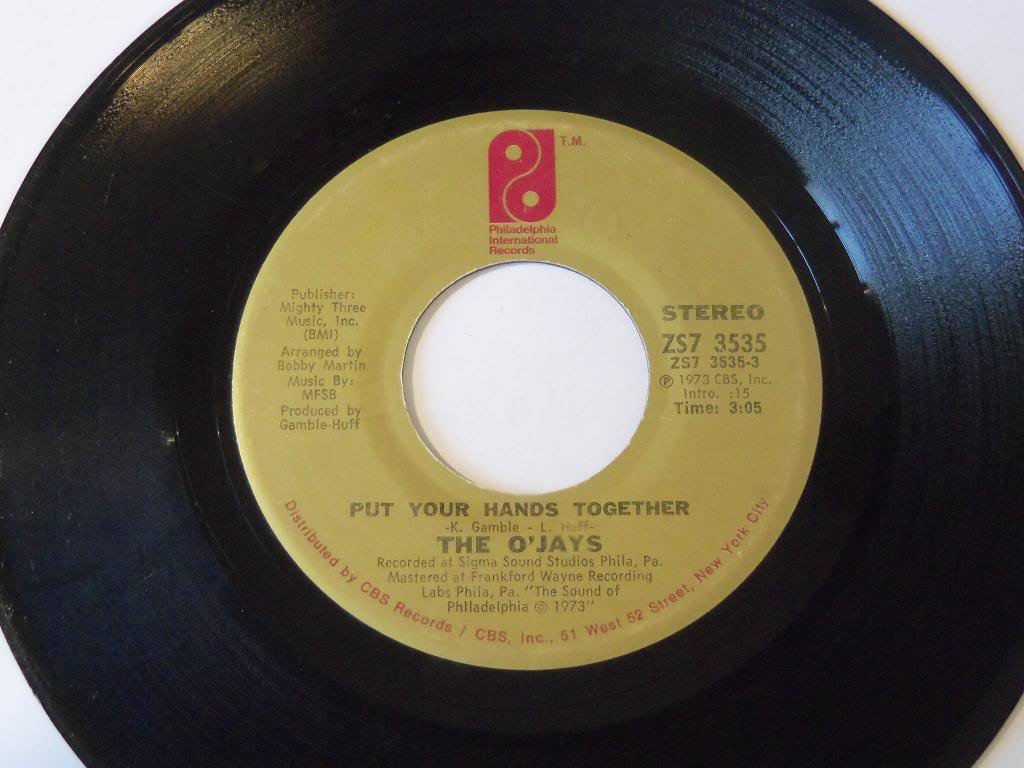 T.M.
Philadelphia
International
Records
Publisher:
Mighty Three
Music, Inc.
(BMI)
Arranged by
Bobby Martin
Music By:
MFSB
Produced by
Gamble-Huff
STEREO
ZS7 3535
ZS7 3535-3
℗ 1973 CBS, Inc.
Intro. :15
Time: 3:05
PUT YOUR HANDS TOGETHER
-K. Gamble - L. Huff-
THE O'JAYS
Recorded at Sigma Sound Studios Phila, Pa.
Mastered at Frankford Wayne Recording
Labs Phila, Pa. "The Sound of
Philadelphia © 1973"
Distributed by CBS Records / CBS, Inc., 51 West 52 Street, New York City